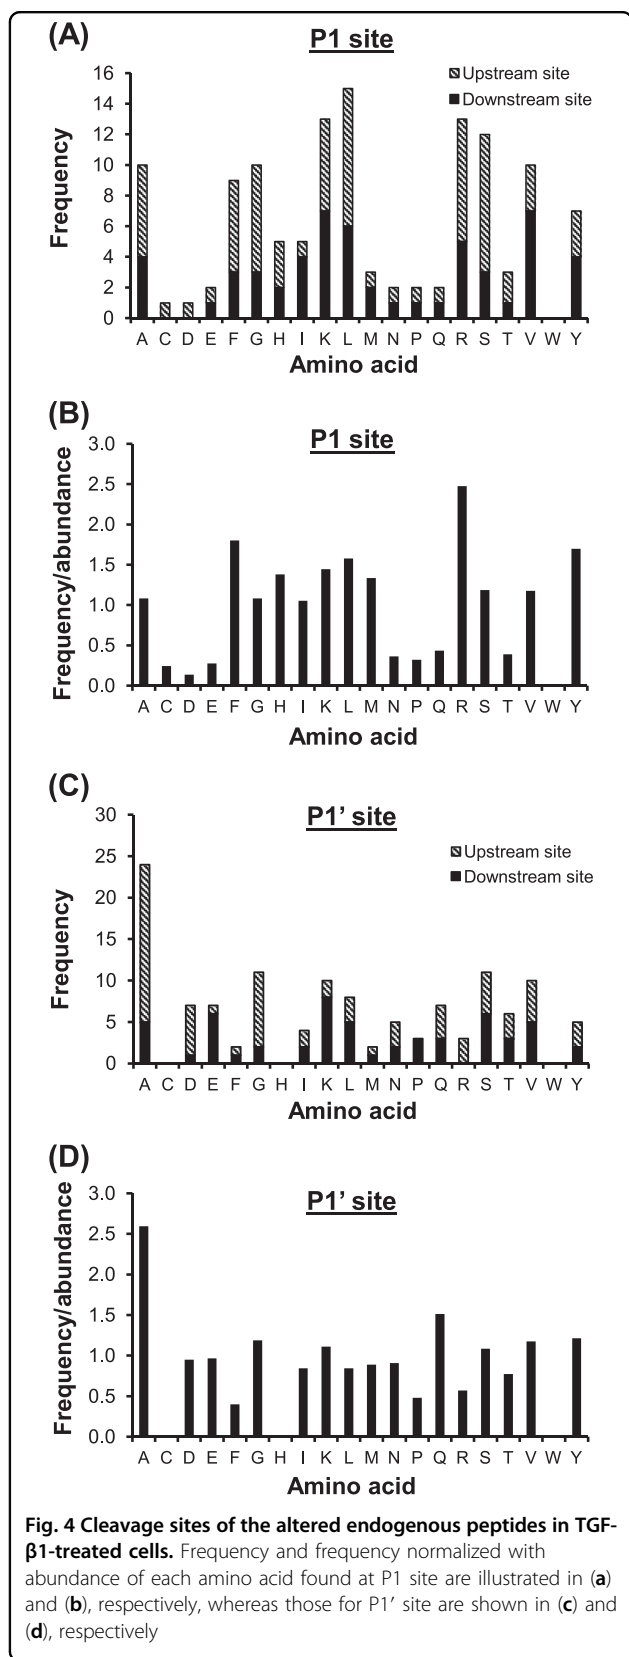 (A)
P1 site
Upstream site
Downstream site
Frequency
16
14
12
10
8
6
4
2
0
A C D E F G H I K L M N P Q R S T V W Y
Amino acid
(B)
P1 site
Frequency/abundance
3.0
2.5
2.0
1.5
1.0
0.5
0.0
A C D E F G H I K L M N P Q R S T V W Y
Amino acid
(C)
P1' site
Upstream site
Downstream site
Frequency
30
25
20
15
10
5
0
A C D E F G H I K L M N P Q R S T V W Y
Amino acid
(D)
P1' site
Frequency/abundance
3.0
2.5
2.0
1.5
1.0
0.5
0.0
A C D E F G H I K L M N P Q R S T V W Y
Amino acid
Fig. 4 Cleavage sites of the altered endogenous peptides in TGF-
β1-treated cells. Frequency and frequency normalized with
abundance of each amino acid found at P1 site are illustrated in (a)
and (b), respectively, whereas those for P1′ site are shown in (c) and
(d), respectively